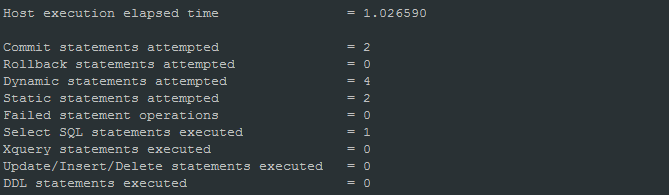 Host execution elapsed time = 1.026590
Commit statements attempted = 2
Rollback statements attempted = 0
Dynamic statements attempted = 4
Static statements attempted = 2
Failed statement operations = 0
Select SQL statements executed = 1
Xquery statements executed = 0
Update/Insert/Delete statements executed = 0
DDL statements executed = 0